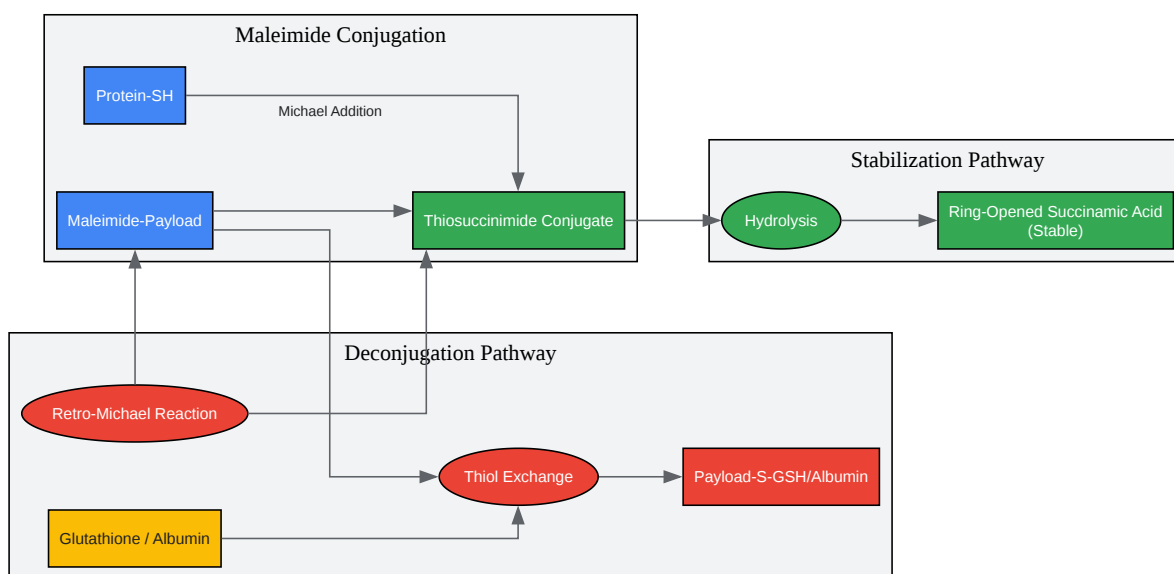 Maleimide Conjugation
Protein-SH
Michael Addition
Maleimide-Payload
Thiosuccinimide Conjugate
Stabilization Pathway
Hydrolysis
Ring-Opened Succinamic Acid
(Stable)
Deconjugation Pathway
Retro-Michael Reaction
Thiol Exchange
Payload-S-GSH/Albumin
Glutathione / Albumin